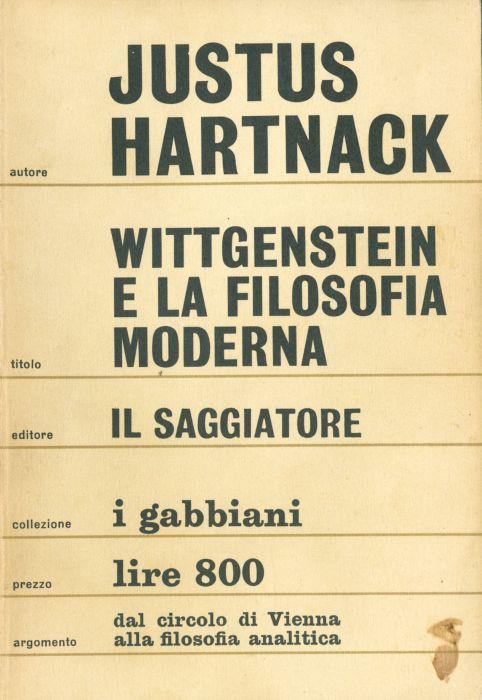 JUSTUS
autore HARTNACK
WITTGENSTEIN
E LA FILOSOFIA
titolo MODERNA
editore IL SAGGIATORE
collezione i gabbiani
prezzo lire 800
dal circolo di Vienna
argomento alla filosofia analitica